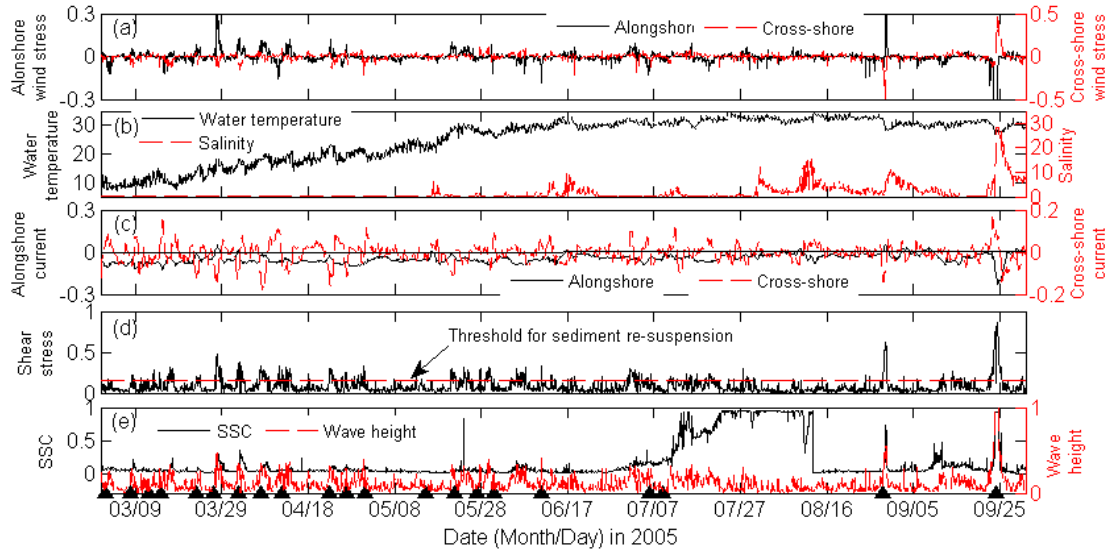 (a)
Alongshore Cross-shore
0.3
0
-0.3
Alonshore
wind stress
0.5
0
-0.5
Cross-shore
wind stress
(b)
Water temperature
Salinity
30
20
10
Water
temperature
30
20
10
0
Salinity
(c)
0.3
0
-0.3
Alongshore
current
0.2
0
-0.2
Cross-shore
current
Alongshore Cross-shore
(d)
Threshold for sediment re-suspension
1
0.5
0
Shear
stress
(e)
SSC Wave height
1
0.5
0
SSC
1
0
Wave
height
03/09 03/29 04/18 05/08 05/28 06/17 07/07 07/27 08/16 09/05 09/25
Date (Month/Day) in 2005